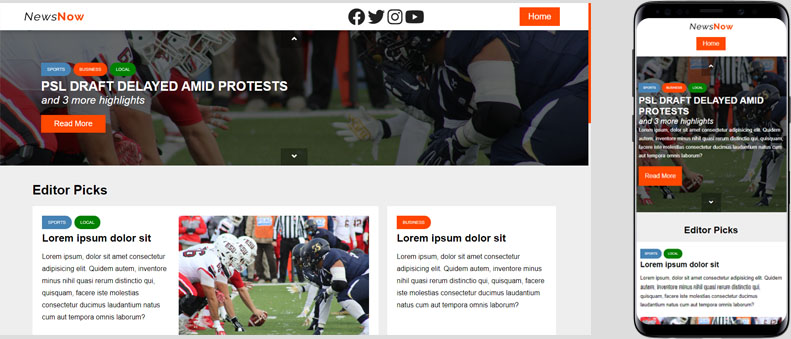 NewsNow
Home
SPORTS BUSINESS LOCAL
PSL DRAFT DELAYED AMID PROTESTS
and 3 more highlights
Read More
Editor Picks
SPORTS LOCAL
Lorem ipsum dolor sit
Lorem ipsum, dolor sit amet consectetur
adipisicing elit. Quidem autem, inventore
minus nihil quasi rerum distinctio qui,
quisquam, facere iste molestias
consectetur ducimus laudantium natus
cum aut tempora omnis laborum?
BUSINESS
Lorem ipsum dolor sit
Lorem ipsum, dolor sit amet consectetur
adipisicing elit. Quidem autem, inventore
minus nihil quasi rerum distinctio qui,
quisquam, facere iste molestias
consectetur ducimus laudantium natus
cum aut tempora omnis laborum?
NewsNow
Home
SPORTS BUSINESS LOCAL
PSL DRAFT DELAYED AMID
PROTESTS
and 3 more highlights
Lorem ipsum, dolor sit amet consectetur adipisicing elit. Quidem
autem, inventore minus nihil quasi rerum distinctio qui, quisquam,
facere iste molestias consectetur ducimus laudantium natus cum
aut tempora omnis laborum?
Read More
Editor Picks
SPORTS LOCAL
Lorem ipsum dolor sit
Lorem ipsum, dolor sit amet consectetur adipisicing elit. Quidem
autem, inventore minus nihil quasi rerum distinctio qui,
quisquam, facere iste molestias consectetur ducimus
laudantium natus cum aut tempora omnis laborum?